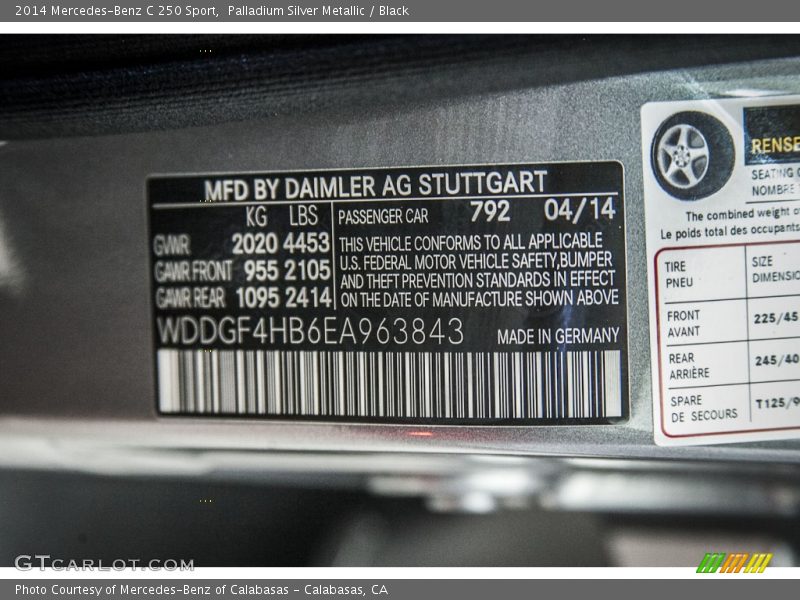 2014 Mercedes-Benz C 250 Sport,  Palladium Silver Metallic / Black
MFD BY DAIMLER AG STUTTGART
KG LBS PASSENGER CAR 792 04/14
GVWR 2020 4453 THIS VEHICLE CONFORMS TO ALL APPLICABLE
GAWR FRONT 955 2105 U.S. FEDERAL MOTOR VEHICLE SAFETY,BUMPER
AND THEFT PREVENTION STANDARDS IN EFFECT
GAWR REAR 1095 2414 ON THE DATE OF MANUFACTURE SHOWN ABOVE
WDDGF4HB6EA963843 MADE IN GERMANY
RENSE
SEATING
NOMBRE
The combined weight
Le poids total des occupants
TIRE SIZE
PNEU DIMENSI
FRONT 225/45
AVANT
REAR 245/40
ARRIÈRE
SPARE T125/9
DE SECOURS
GTCARLOT.COM
Photo Courtesy of Mercedes-Benz of Calabasas - Calabasas, CA